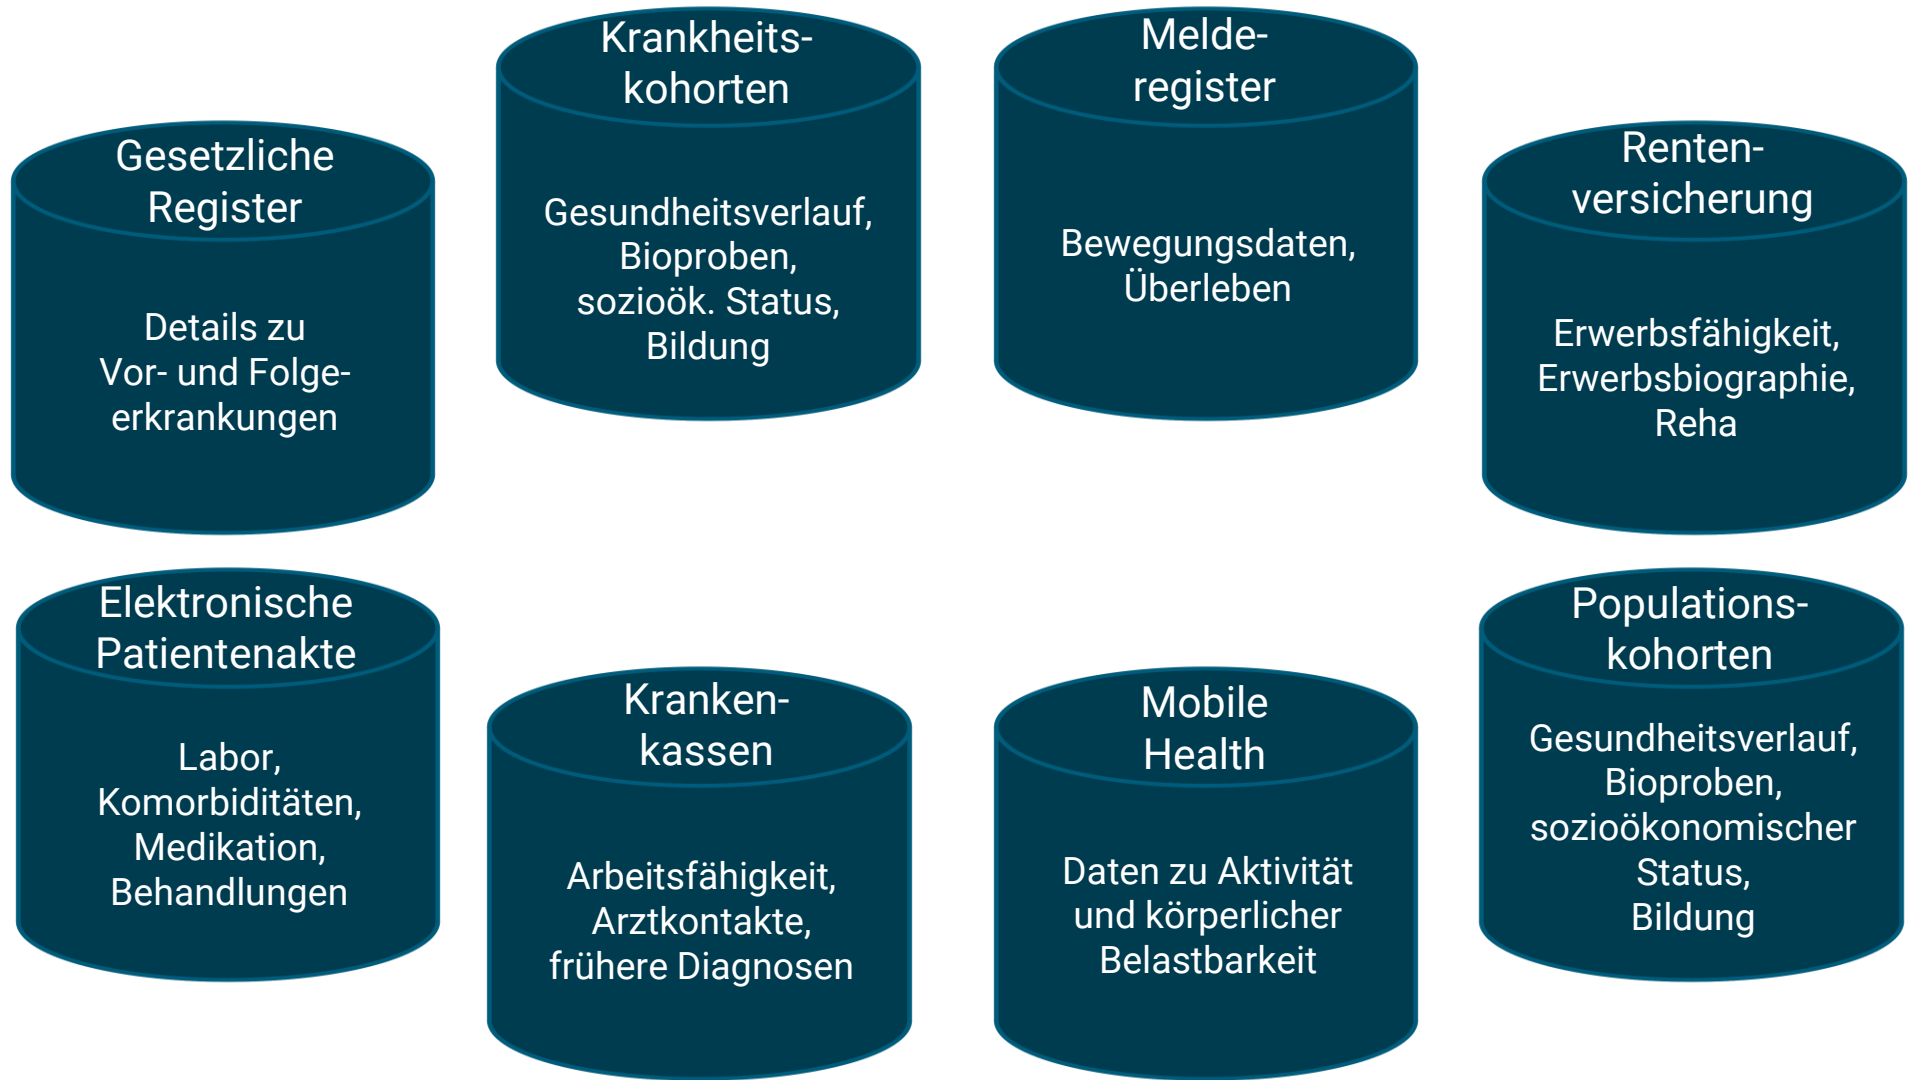 Gesetzliche
Register
Details zu
Vor- und Folge-
erkrankungen
Krankheits-
kohorten
Gesundheitsverlauf,
Bioproben,
sozioök. Status,
Bildung
Melde-
register
Bewegungsdaten,
Überleben
Renten-
versicherung
Erwerbsfähigkeit,
Erwerbsbiographie,
Reha
Elektronische
Patientenakte
Labor,
Komorbiditäten,
Medikation,
Behandlungen
Kranken-
kassen
Arbeitsfähigkeit,
Arztkontakte,
frühere Diagnosen
Mobile
Health
Daten zu Aktivität
und körperlicher
Belastbarkeit
Populations-
kohorten
Gesundheitsverlauf,
Bioproben,
sozioökonomischer
Status,
Bildung